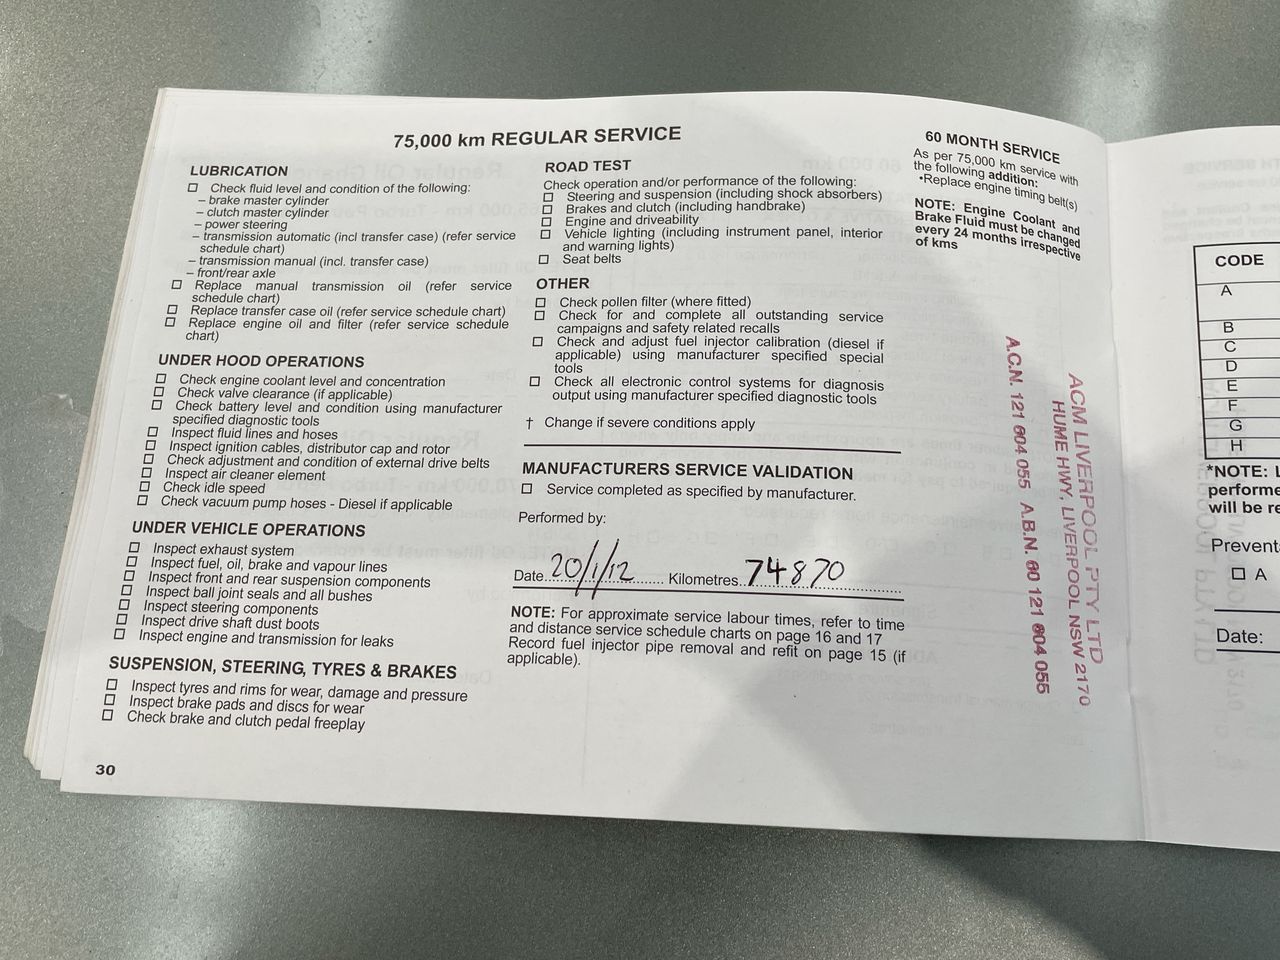 75,000 km REGULAR SERVICE
LUBRICATION
☐ Check fluid level and condition of the following:
– brake master cylinder
– clutch master cylinder
– power steering
– transmission automatic (incl transfer case) (refer service
schedule chart)
– transmission manual (incl. transfer case)
– front/rear axle
☐ Replace manual transmission oil (refer service
schedule chart)
☐ Replace transfer case oil (refer service schedule chart)
☐ Replace engine oil and filter (refer service schedule
chart)
UNDER HOOD OPERATIONS
☐ Check engine coolant level and concentration
☐ Check valve clearance (if applicable)
☐ Check battery level and condition using manufacturer
specified diagnostic tools
☐ Inspect fluid lines and hoses
☐ Inspect ignition cables, distributor cap and rotor
☐ Check adjustment and condition of external drive belts
☐ Inspect air cleaner element
☐ Check idle speed
☐ Check vacuum pump hoses - Diesel if applicable
UNDER VEHICLE OPERATIONS
☐ Inspect exhaust system
☐ Inspect fuel, oil, brake and vapour lines
☐ Inspect front and rear suspension components
☐ Inspect ball joint seals and all bushes
☐ Inspect steering components
☐ Inspect drive shaft dust boots
☐ Inspect engine and transmission for leaks
SUSPENSION, STEERING, TYRES & BRAKES
☐ Inspect tyres and rims for wear, damage and pressure
☐ Inspect brake pads and discs for wear
☐ Check brake and clutch pedal freeplay
30
ROAD TEST
Check operation and/or performance of the following:
☐ Steering and suspension (including shock absorbers)
☐ Brakes and clutch (including handbrake)
☐ Engine and driveability
☐ Vehicle lighting (including instrument panel, interior
and warning lights)
☐ Seat belts
OTHER
☐ Check pollen filter (where fitted)
☐ Check for and complete all outstanding service
campaigns and safety related recalls
☐ Check and adjust fuel injector calibration (diesel if
applicable) using manufacturer specified special
tools
☐ Check all electronic control systems for diagnosis
output using manufacturer specified diagnostic tools
† Change if severe conditions apply
MANUFACTURERS SERVICE VALIDATION
☐ Service completed as specified by manufacturer.
Performed by:
Date 20/1/12 Kilometres 74870
NOTE: For approximate service labour times, refer to time
and distance service schedule charts on page 16 and 17
Record fuel injector pipe removal and refit on page 15 (if
applicable).
60 MONTH SERVICE
As per 75,000 km service with
the following addition:
•Replace engine timing belt(s)
NOTE: Engine Coolant and
Brake Fluid must be changed
every 24 months irrespective
of kms
ACM LIVERPOOL PTY LTD
HUME HWY, LIVERPOOL NSW 2170
A.C.N. 121 604 055 A.B.N. 60 121 604 055
CODE
A
B
C
D
E
F
G
H
*NOTE:
performe
will be re
Prevent
☐ A
Date: